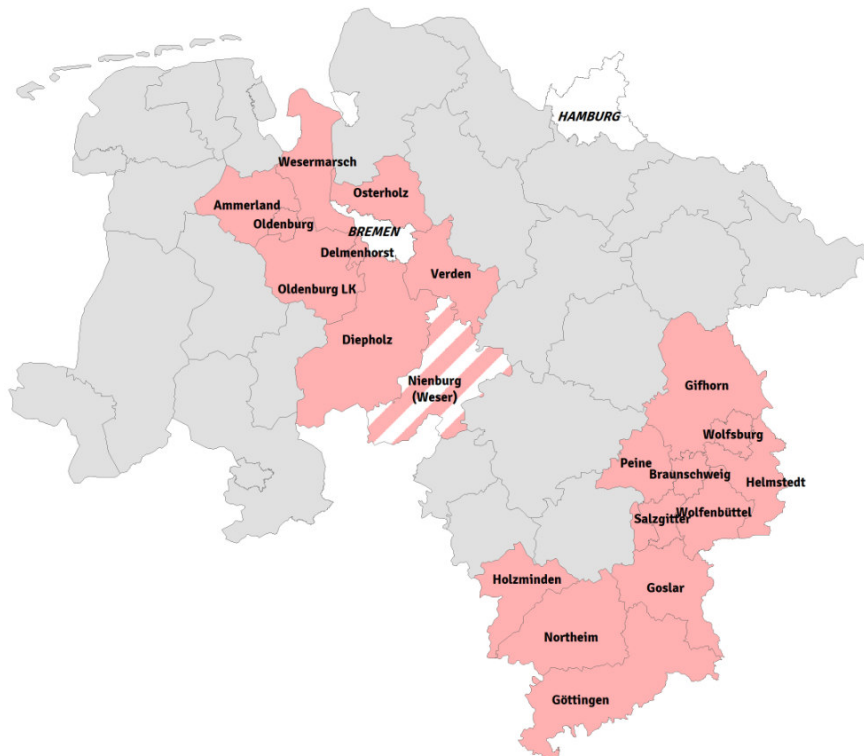 HAMBURG
Wesermarsch
Osterholz
Ammerland
Oldenburg
BREMEN
Delmenhorst
Verden
Oldenburg LK
Diepholz
Nienburg
(Weser)
Gifhorn
Wolfsburg
Peine
Braunschweig
Helmstedt
Salzgitter
Wolfenbüttel
Holzminden
Goslar
Northeim
Göttingen